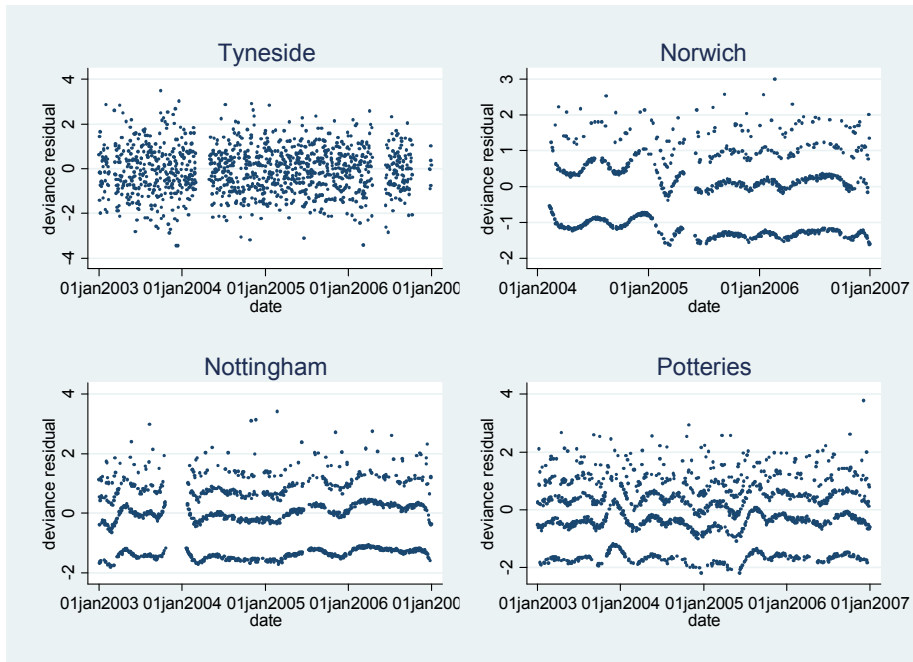 Tyneside
4
2
0
-2
-4
deviance residual
01jan2003 01jan2004 01jan2005 01jan2006 01jan200
date
Norwich
3
2
1
0
-1
-2
deviance residual
01jan2004 01jan2005 01jan2006 01jan2007
date
Nottingham
4
2
0
-2
deviance residual
01jan2003 01jan2004 01jan2005 01jan2006 01jan200
date
Potteries
4
2
0
-2
deviance residual
01jan2003 01jan2004 01jan2005 01jan2006 01jan2007
date